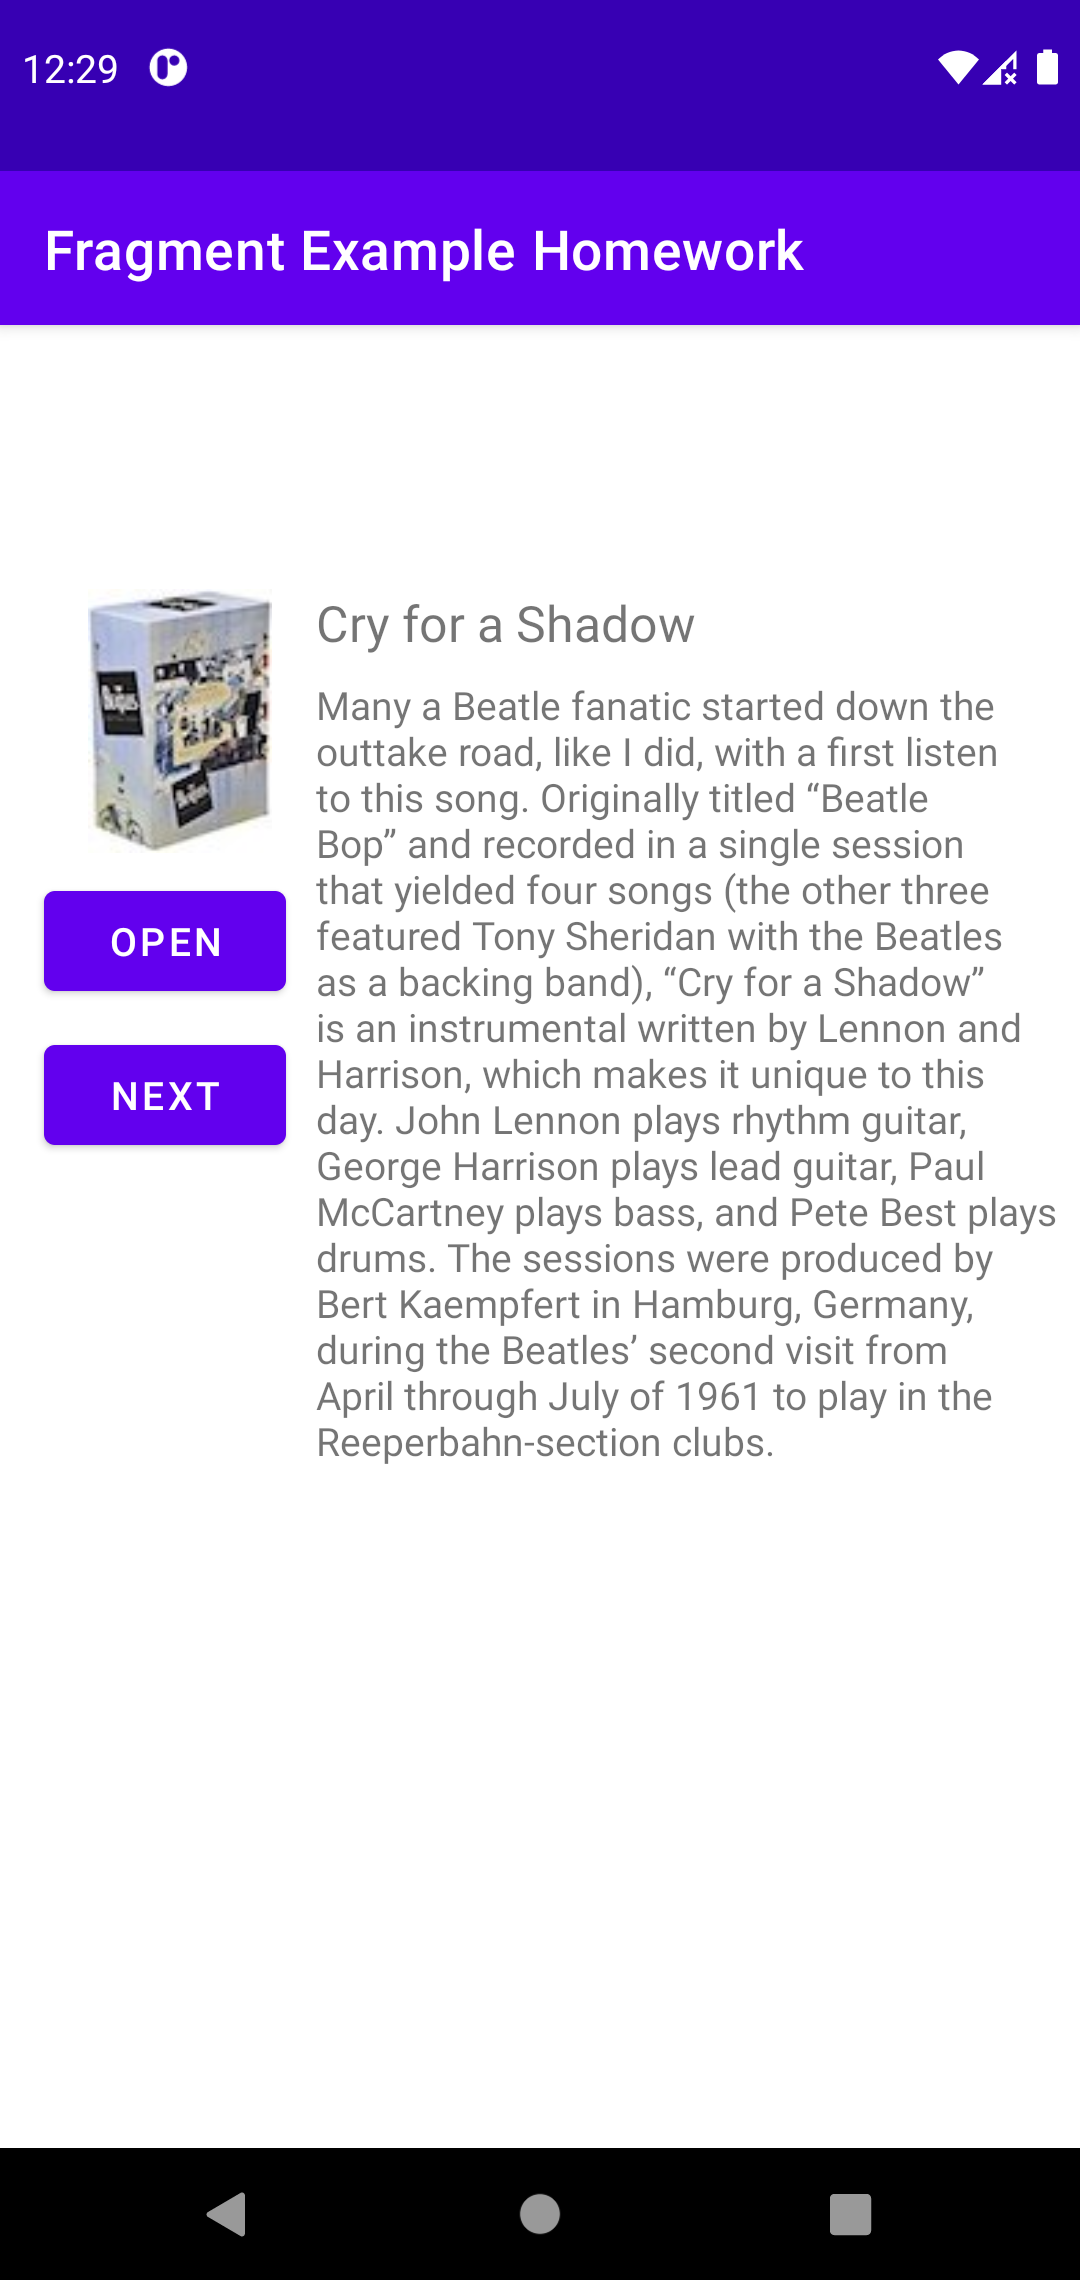 12:29
Fragment Example Homework
Cry for a Shadow
Many a Beatle fanatic started down the
outtake road, like I did, with a first listen
to this song. Originally titled “Beatle
Bop” and recorded in a single session
that yielded four songs (the other three
featured Tony Sheridan with the Beatles
as a backing band), “Cry for a Shadow”
is an instrumental written by Lennon and
Harrison, which makes it unique to this
day. John Lennon plays rhythm guitar,
George Harrison plays lead guitar, Paul
McCartney plays bass, and Pete Best plays
drums. The sessions were produced by
Bert Kaempfert in Hamburg, Germany,
during the Beatles’ second visit from
April through July of 1961 to play in the
Reeperbahn-section clubs.
OPEN
NEXT